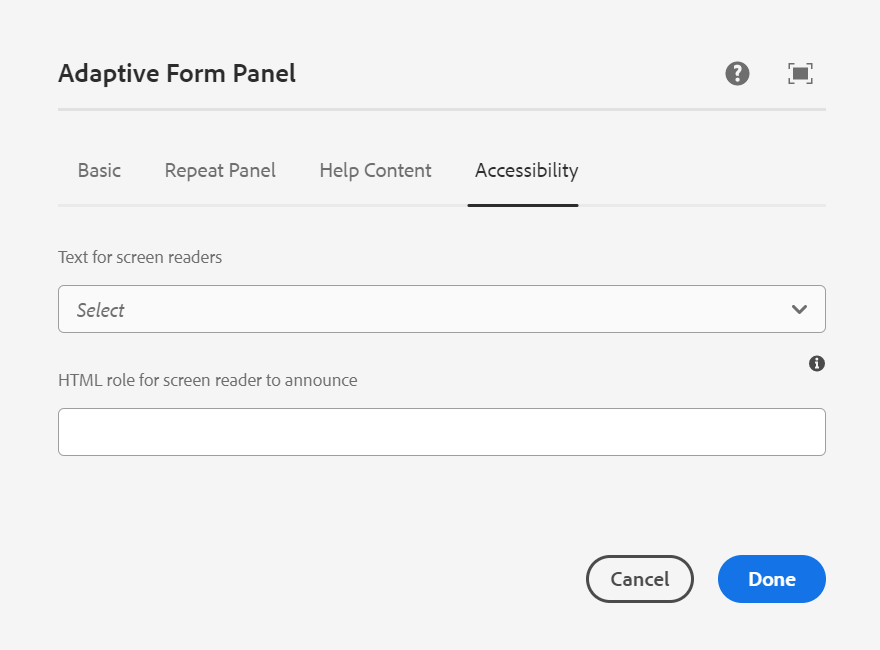 Adaptive Form Panel
Basic Repeat Panel Help Content Accessibility
Text for screen readers
Select
HTML role for screen reader to announce
Cancel Done